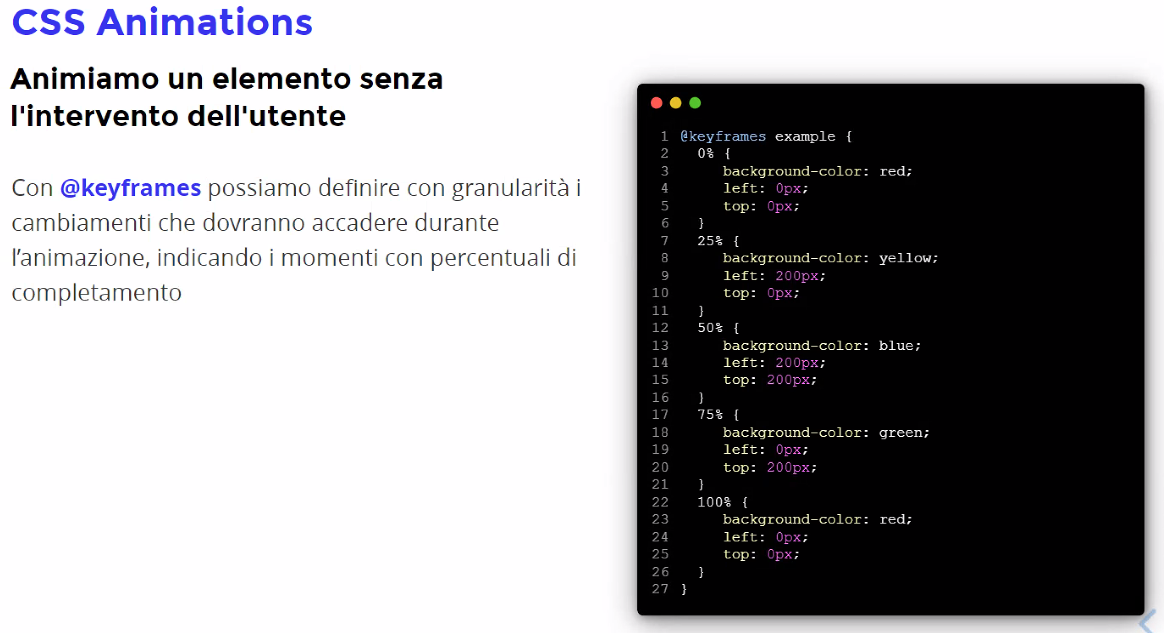 CSS Animations
Animiamo un elemento senza
l'intervento dell'utente
Con @keyframes possiamo definire con granularità i
cambiamenti che dovranno accadere durante
l’animazione, indicando i momenti con percentuali di
completamento
1 @keyframes example {
2 0% {
3 background-color: red;
4 left: 0px;
5 top: 0px;
6 }
7 25% {
8 background-color: yellow;
9 left: 200px;
10 top: 0px;
11 }
12 50% {
13 background-color: blue;
14 left: 200px;
15 top: 200px;
16 }
17 75% {
18 background-color: green;
19 left: 0px;
20 top: 200px;
21 }
22 100% {
23 background-color: red;
24 left: 0px;
25 top: 0px;
26 }
27 }